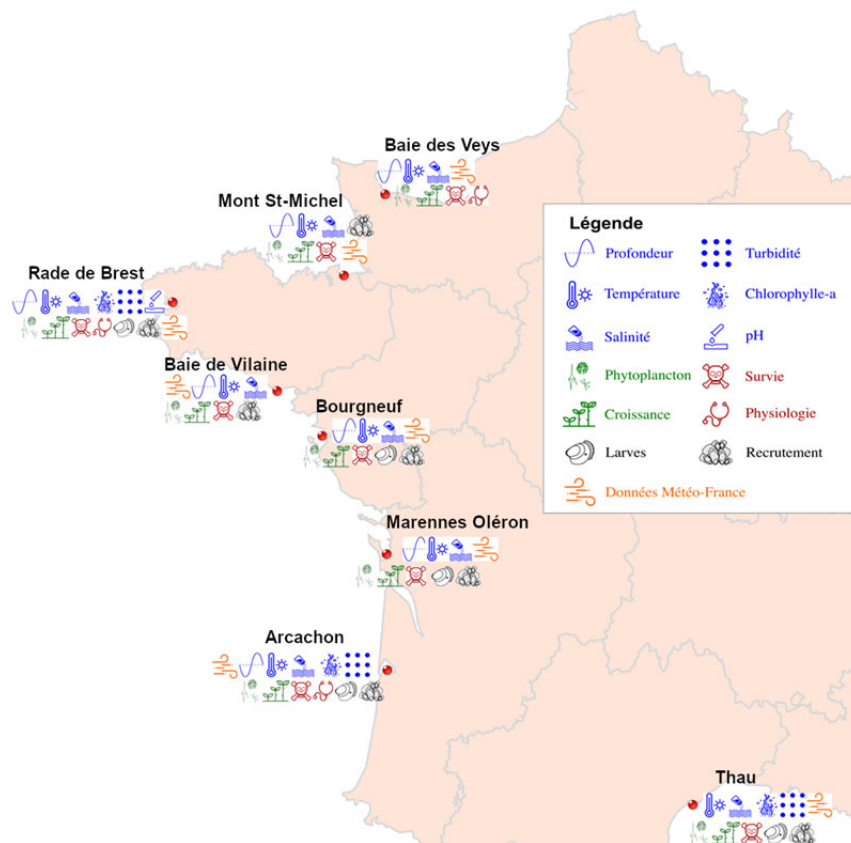 Baie des Veys
Mont St-Michel
Rade de Brest
Baie de Vilaine
Bourgneuf
Marennes Oléron
Arcachon
Thau
Légende
Profondeur
Turbidité
Température
Chlorophylle-a
Salinité
pH
Phytoplancton
Survie
Croissance
Physiologie
Larves
Recrutement
Données Météo-France